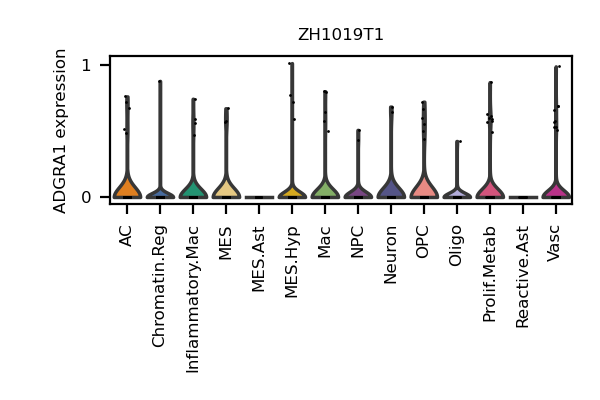 ZH1019T1
ADGRA1 expression
1
0
AC
Chromatin.Reg
Inflammatory.Mac
MES
MES.Ast
MES.Hyp
Mac
NPC
Neuron
OPC
Oligo
Prolif.Metab
Reactive.Ast
Vasc